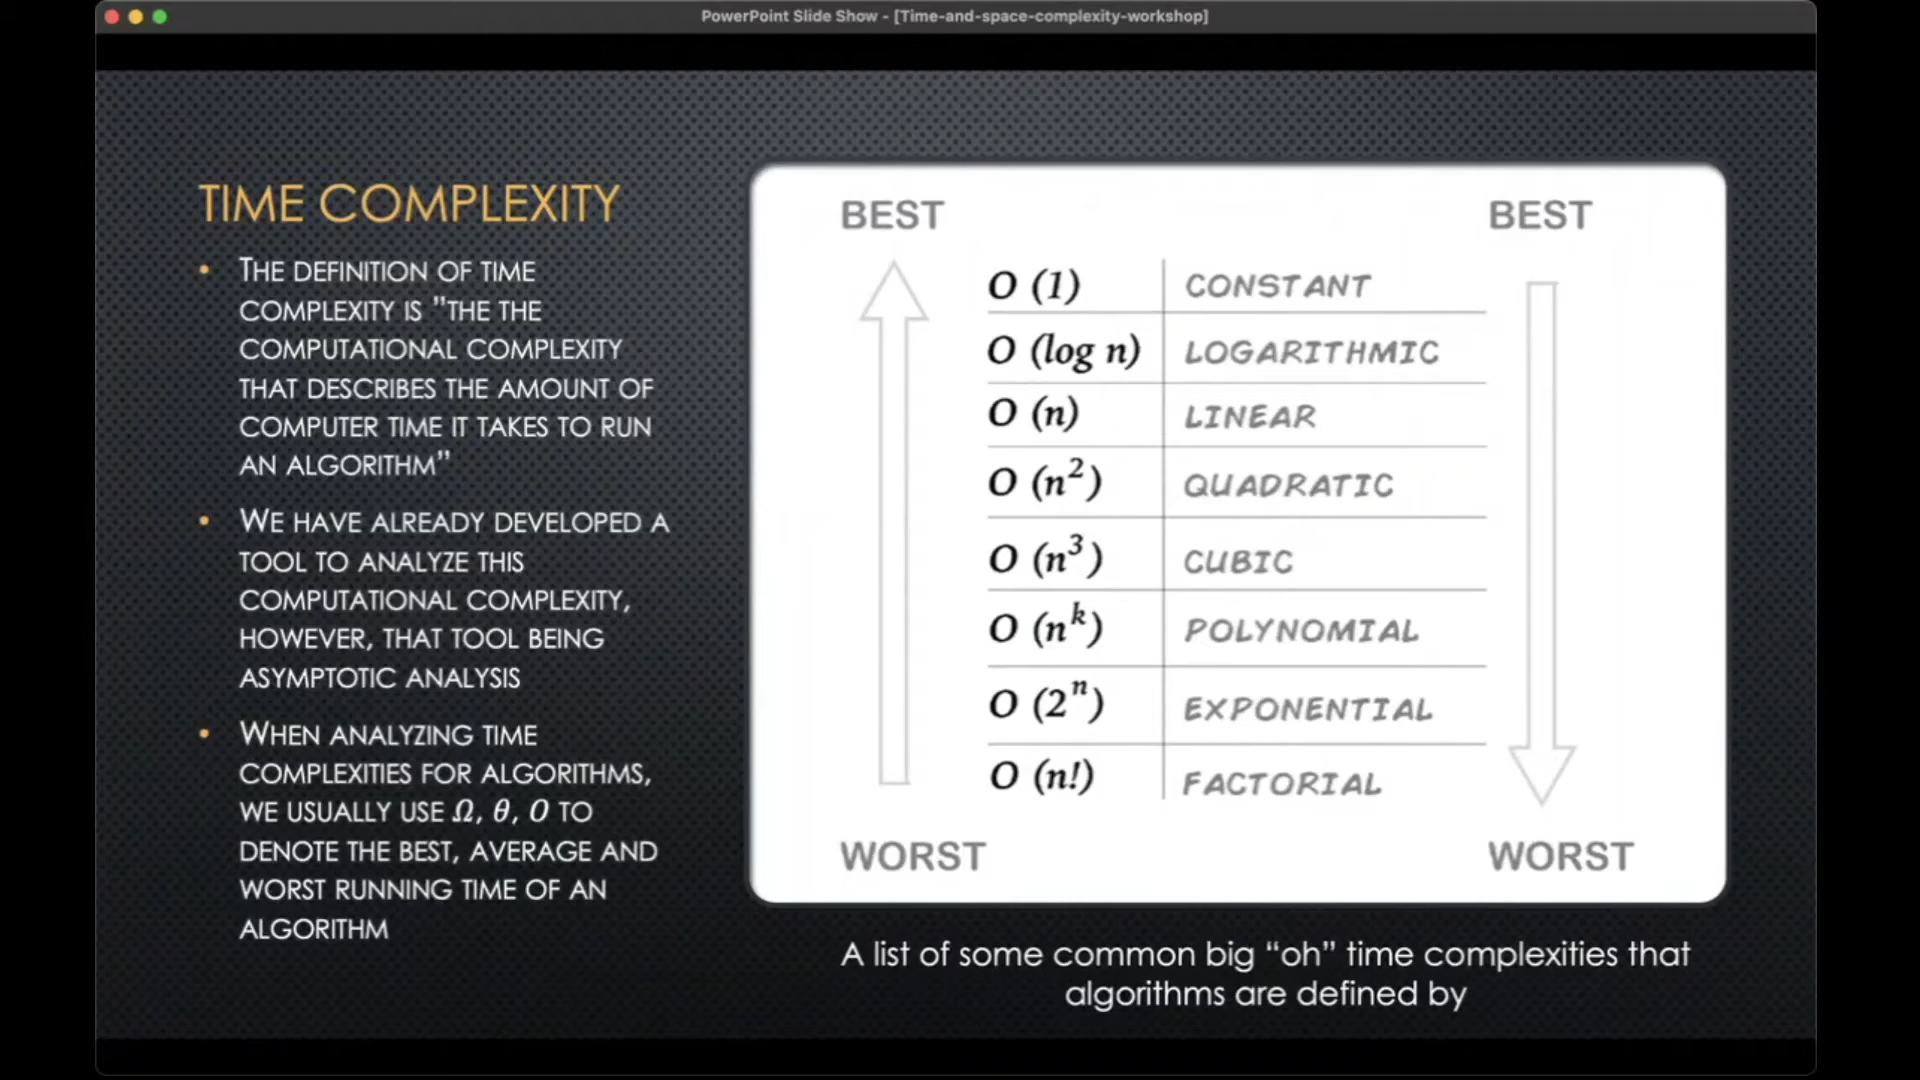 PowerPoint Slide Show - [Time-and-space-complexity-workshop]
TIME COMPLEXITY
• THE DEFINITION OF TIME
COMPLEXITY IS "THE THE
COMPUTATIONAL COMPLEXITY
THAT DESCRIBES THE AMOUNT OF
COMPUTER TIME IT TAKES TO RUN
AN ALGORITHM”
• WE HAVE ALREADY DEVELOPED A
TOOL TO ANALYZE THIS
COMPUTATIONAL COMPLEXITY,
HOWEVER, THAT TOOL BEING
ASYMPTOTIC ANALYSIS
• WHEN ANALYZING TIME
COMPLEXITIES FOR ALGORITHMS,
WE USUALLY USE Ω, θ, O TO
DENOTE THE BEST, AVERAGE AND
WORST RUNNING TIME OF AN
ALGORITHM
BEST BEST
O (1) CONSTANT
O (log n) LOGARITHMIC
O (n) LINEAR
O (n²) QUADRATIC
O (n³) CUBIC
O (nᵏ) POLYNOMIAL
O (2ⁿ) EXPONENTIAL
O (n!) FACTORIAL
WORST WORST
A list of some common big “oh” time complexities that
algorithms are defined by